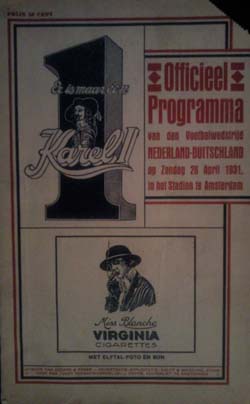 PRIJS 10 CENT
Er is maar één
1
Karel I
Officieel
Programma
van den Voetbalwedstrijd
NEDERLAND-DUITSCHLAND
op Zondag 26 April 1931,
in het Stadion te Amsterdam
Miss Blanche
VIRGINIA
CIGARETTES
MET ELFTAL-FOTO EN BON